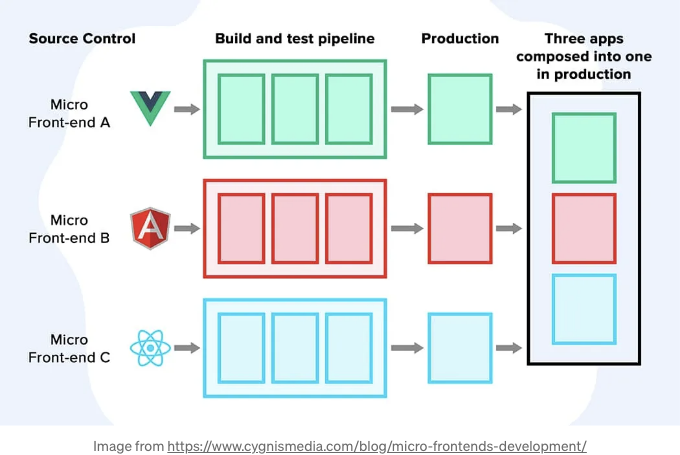 Source Control
Build and test pipeline
Production
Three apps
composed into one
in production
Micro
Front-end A
Micro
Front-end B
Micro
Front-end C
Image from https://www.cygnismedia.com/blog/micro-frontends-development/